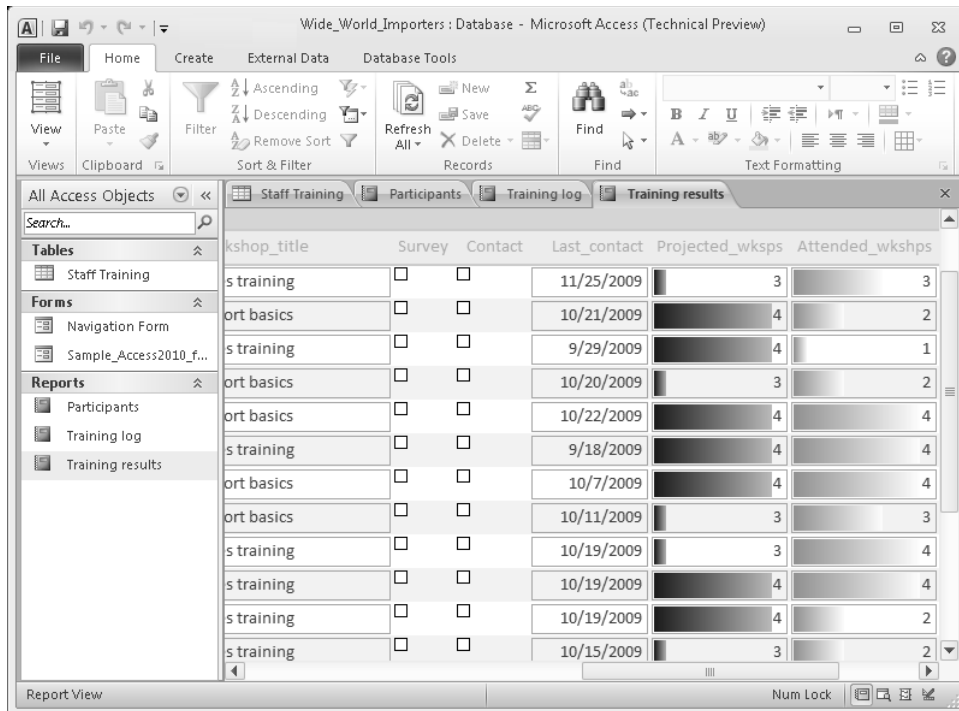 Wide_World_Importers : Database - Microsoft Access (Technical Preview)
File Home Create External Data Database Tools
View
Paste
Filter
Ascending
Descending
Remove Sort
Refresh All
New
Save
Delete
Find
Views Clipboard Sort & Filter Records Find Text Formatting
All Access Objects
Search...
Tables
Staff Training
Forms
Navigation Form
Sample_Access2010_f...
Reports
Participants
Training log
Training results
Staff Training Participants Training log Training results
kshop_title Survey Contact Last_contact Projected_wksps Attended_wkshps
s training 11/25/2009 3 3
ort basics 10/21/2009 4 2
s training 9/29/2009 4 1
ort basics 10/20/2009 3 2
ort basics 10/22/2009 4 4
s training 9/18/2009 4 4
ort basics 10/7/2009 4 4
ort basics 10/11/2009 3 3
s training 10/19/2009 3 4
s training 10/19/2009 4 4
s training 10/19/2009 4 2
s training 10/15/2009 3 2
Report View Num Lock